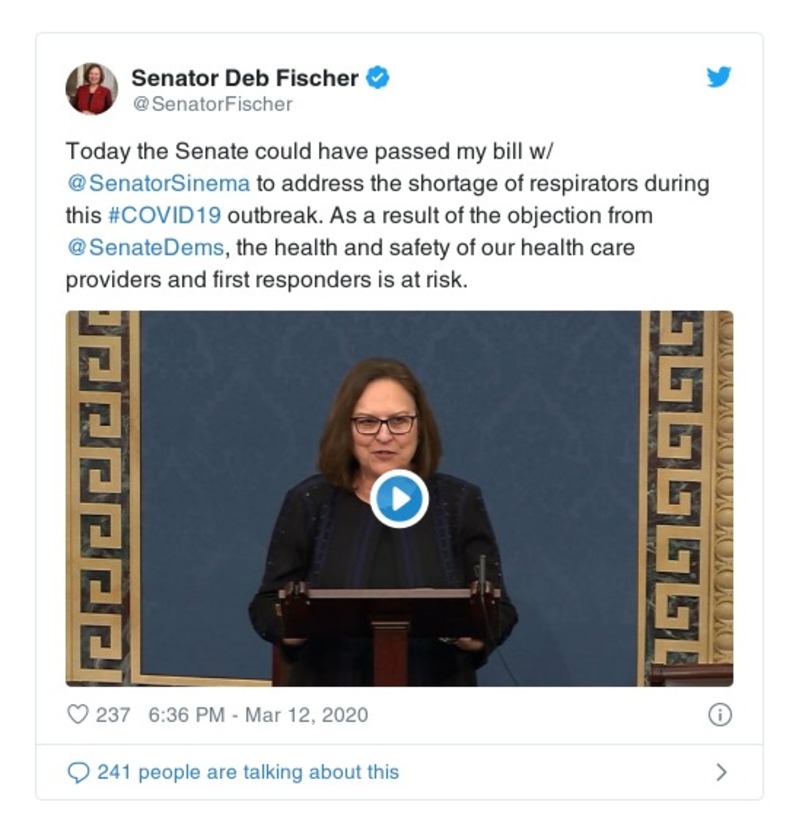 Senator Deb Fischer
@SenatorFischer
Today the Senate could have passed my bill w/
@SenatorSinema to address the shortage of respirators during
this #COVID19 outbreak. As a result of the objection from
@SenateDems, the health and safety of our health care
providers and first responders is at risk.
237 6:36 PM - Mar 12, 2020
241 people are talking about this